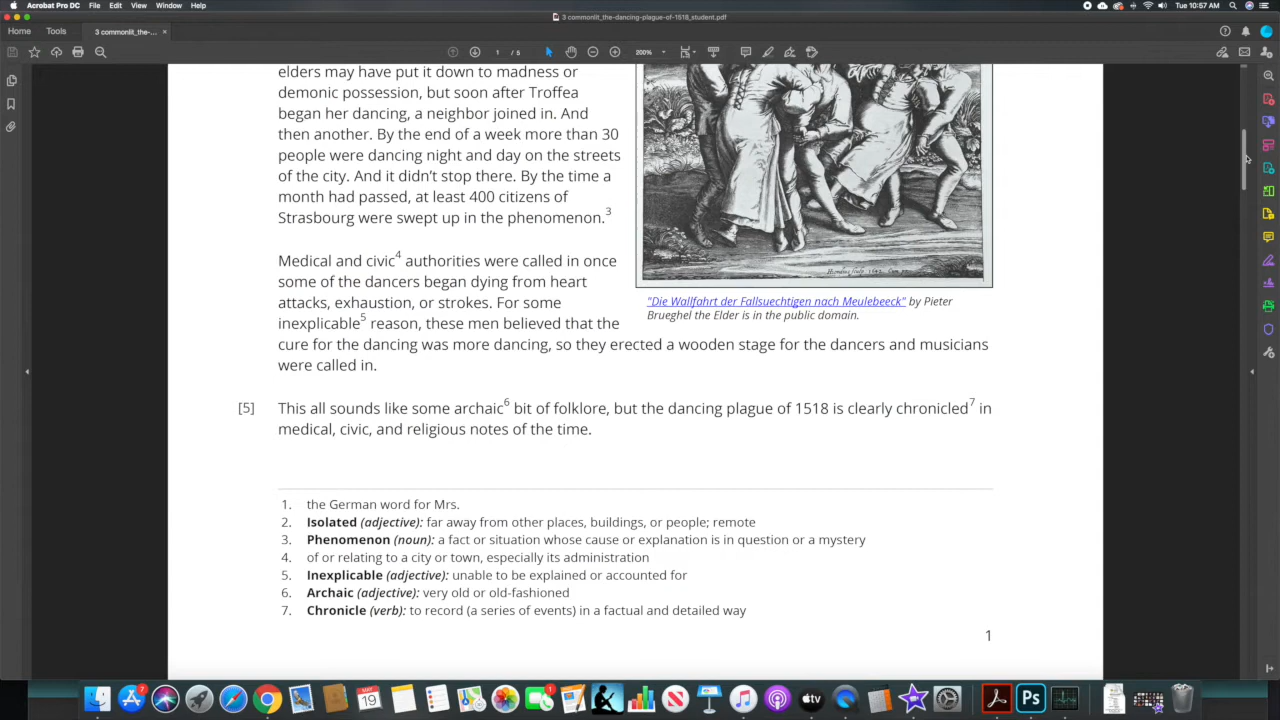 Acrobat Pro DC File Edit View Window Help
Tue 10:57 AM
3 commonlit_the-dancing-plague-of-1518_student.pdf
Home Tools 3 commonlit_the-... ×
1 / 5 200%
elders may have put it down to madness or
demonic possession, but soon after Troffea
began her dancing, a neighbor joined in. And
then another. By the end of a week more than 30
people were dancing night and day on the streets
of the city. And it didn't stop there. By the time a
month had passed, at least 400 citizens of
Strasbourg were swept up in the phenomenon.3
Medical and civic4 authorities were called in once
some of the dancers began dying from heart
attacks, exhaustion, or strokes. For some
inexplicable5 reason, these men believed that the
cure for the dancing was more dancing, so they erected a wooden stage for the dancers and musicians
were called in.
"Die Wallfahrt der Fallsuechtigen nach Meulebeeck" by Pieter
Brueghel the Elder is in the public domain.
[5] This all sounds like some archaic6 bit of folklore, but the dancing plague of 1518 is clearly chronicled7 in
medical, civic, and religious notes of the time.
1. the German word for Mrs.
2. Isolated (adjective): far away from other places, buildings, or people; remote
3. Phenomenon (noun): a fact or situation whose cause or explanation is in question or a mystery
4. of or relating to a city or town, especially its administration
5. Inexplicable (adjective): unable to be explained or accounted for
6. Archaic (adjective): very old or old-fashioned
7. Chronicle (verb): to record (a series of events) in a factual and detailed way
1
7
MAY
19
1
tv
Ps